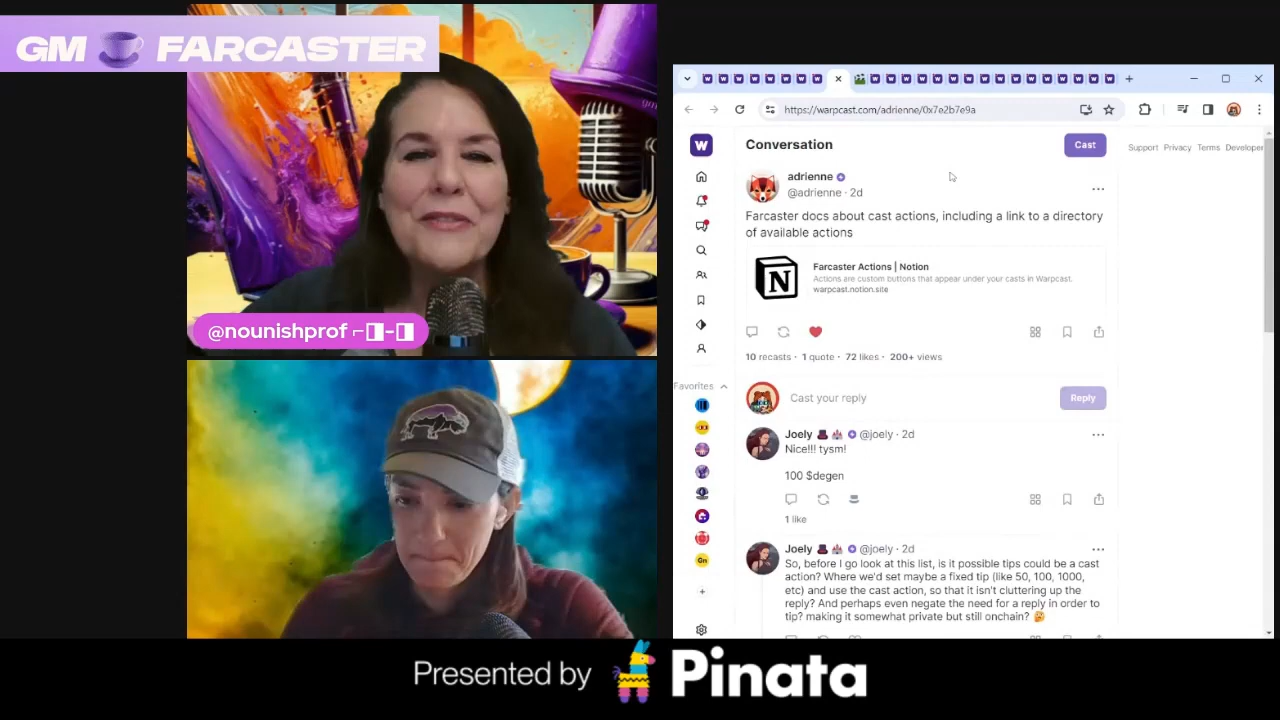 GM FARCASTER
@nounishprof ⌐◨-◨
https://warpcast.com/adrienne/0x7e2b7e9a
W
Conversation
Cast
Support Privacy Terms Developer
adrienne
@adrienne · 2d
Farcaster docs about cast actions, including a link to a directory
of available actions
N
Farcaster Actions | Notion
Actions are custom buttons that appear under your casts in Warpcast.
warpcast.notion.site
10 recasts · 1 quote · 72 likes · 200+ views
Favorites
Cast your reply
Reply
Joely @joely · 2d
Nice!!! tysm!
100 $degen
1 like
Joely @joely · 2d
So, before I go look at this list, is it possible tips could be a cast
action? Where we'd set maybe a fixed tip (like 50, 100, 1000,
etc) and use the cast action, so that it isn't cluttering up the
reply? And perhaps even negate the need for a reply in order to
tip? making it somewhat private but still onchain? 🤔
Presented by Pinata